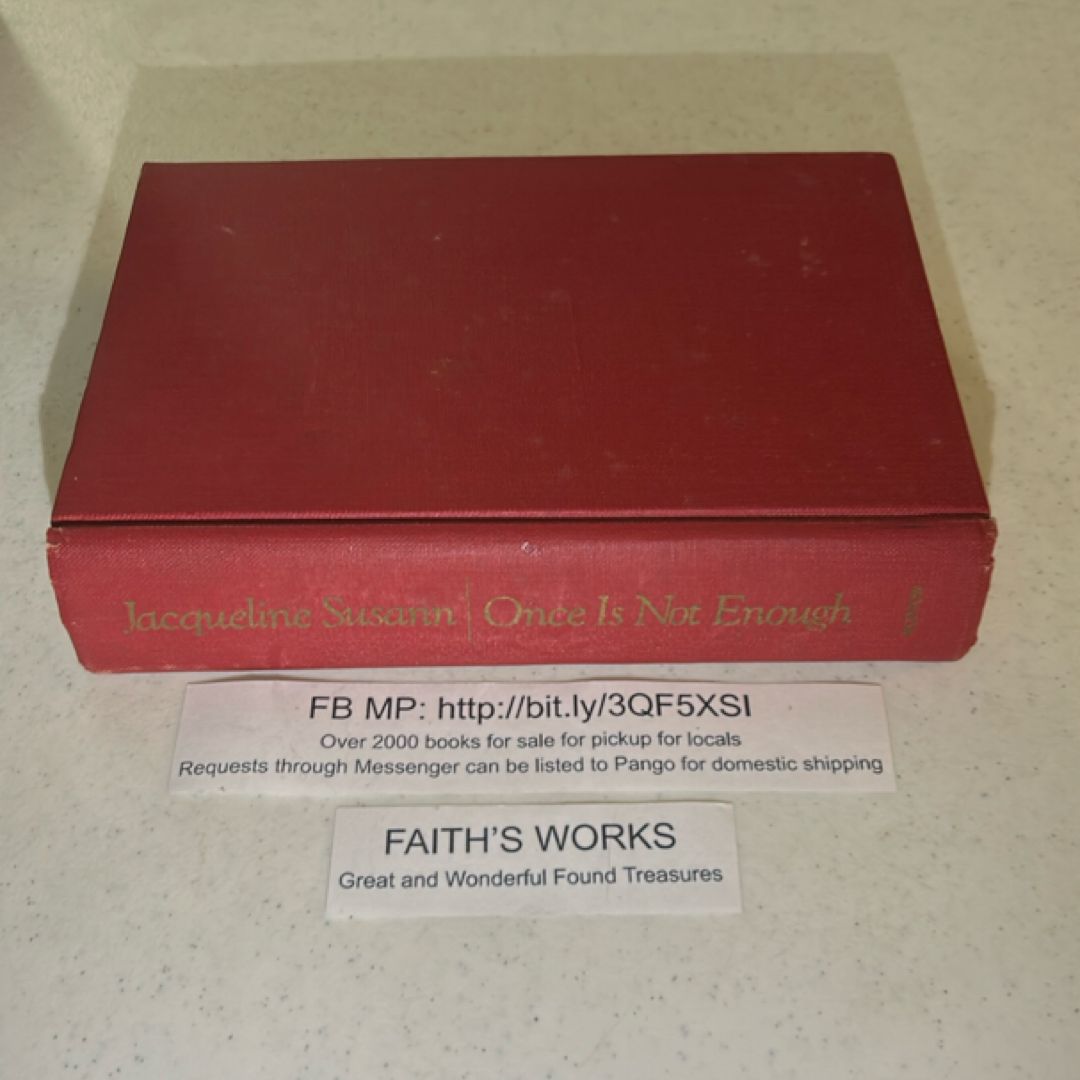 Jacqueline Susann | Once Is Not Enough
FB MP: http://bit.ly/3QF5XSI
Over 2000 books for sale for pickup for locals
Requests through Messenger can be listed to Pango for domestic shipping
FAITH'S WORKS
Great and Wonderful Found Treasures